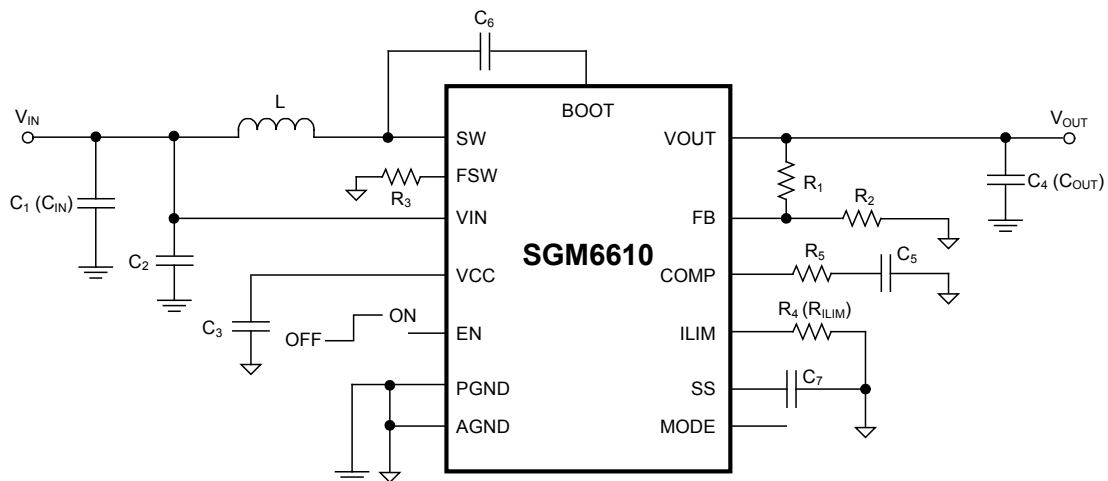 C6
L
BOOT
VIN
VOUT
SW
VOUT
FSW
R3
R1
C4 (COUT)
C1 (CIN)
VIN
FB
R2
C2
SGM6610
VCC
COMP
R5
C5
C3
ON
OFF
EN
R4 (RILIM)
ILIM
PGND
SS
C7
AGND
MODE